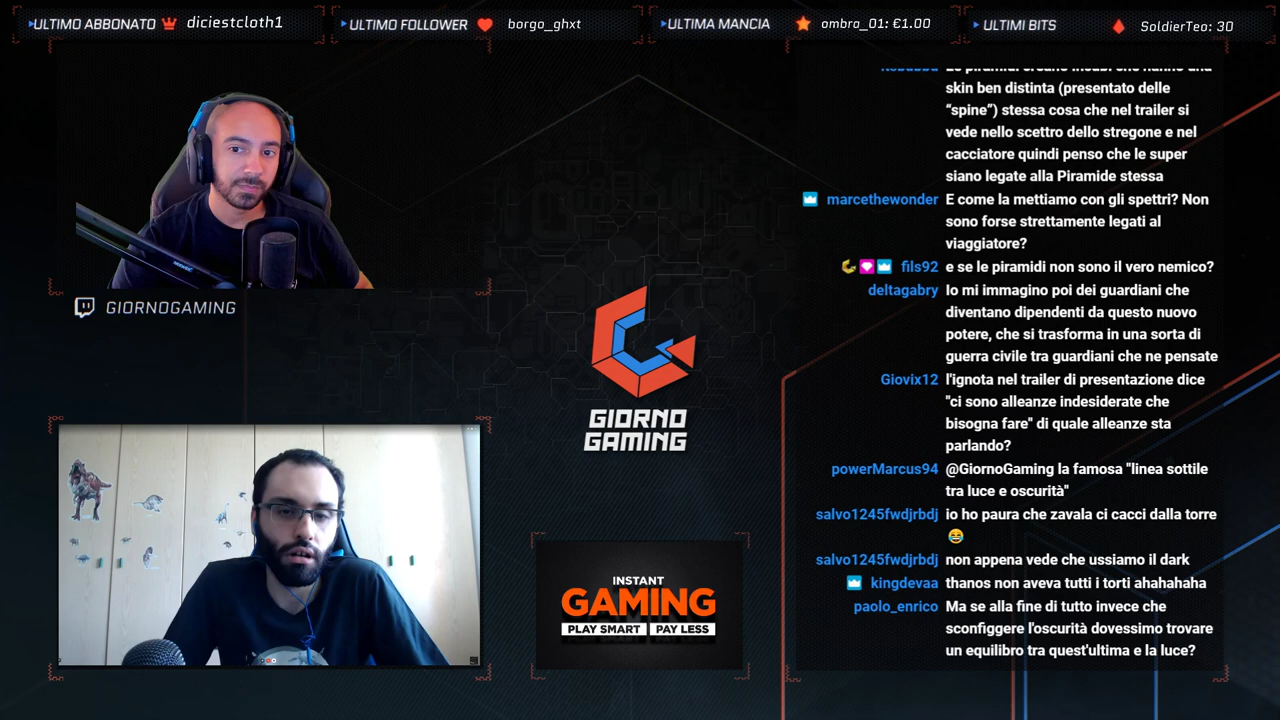 ULTIMO ABBONATO diciestcloth1
ULTIMO FOLLOWER borgo_ghxt
ULTIMA MANCIA ombra_01: €1.00
ULTIMI BITS SoldierTea: 30
GIORNOGAMING
GIORNO
GAMING
INSTANT
GAMING
PLAY SMART PAY LESS
skin ben distinta (presentato delle
“spine”) stessa cosa che nel trailer si
vede nello scettro dello stregone e nel
cacciatore quindi penso che le super
siano legate alla Piramide stessa
marcethewonder E come la mettiamo con gli spettri? Non
sono forse strettamente legati al
viaggiatore?
fils92 e se le piramidi non sono il vero nemico?
deltagabry Io mi immagino poi dei guardiani che
diventano dipendenti da questo nuovo
potere, che si trasforma in una sorta di
guerra civile tra guardiani che ne pensate
Giovix12 l'ignota nel trailer di presentazione dice
"ci sono alleanze indesiderate che
bisogna fare" di quale alleanze sta
parlando?
powerMarcus94 @GiornoGaming la famosa "linea sottile
tra luce e oscurità"
salvo1245fwdjrbdj io ho paura che zavala ci cacci dalla torre
😂
salvo1245fwdjrbdj non appena vede che ussiamo il dark
kingdevaa thanos non aveva tutti i torti ahahahaha
paolo_enrico Ma se alla fine di tutto invece che
sconfiggere l'oscurità dovessimo trovare
un equilibrio tra quest'ultima e la luce?